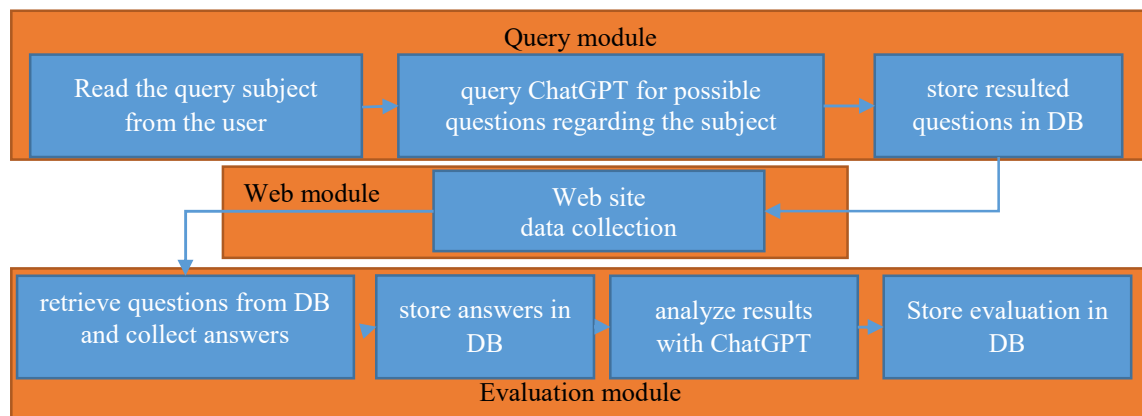 Query module
Read the query subject
from the user
query ChatGPT for possible
questions regarding the subject
store resulted
questions in DB
Web module
Web site
data collection
retrieve questions from DB
and collect answers
store answers in
DB
analyze results
with ChatGPT
Store evaluation in
DB
Evaluation module